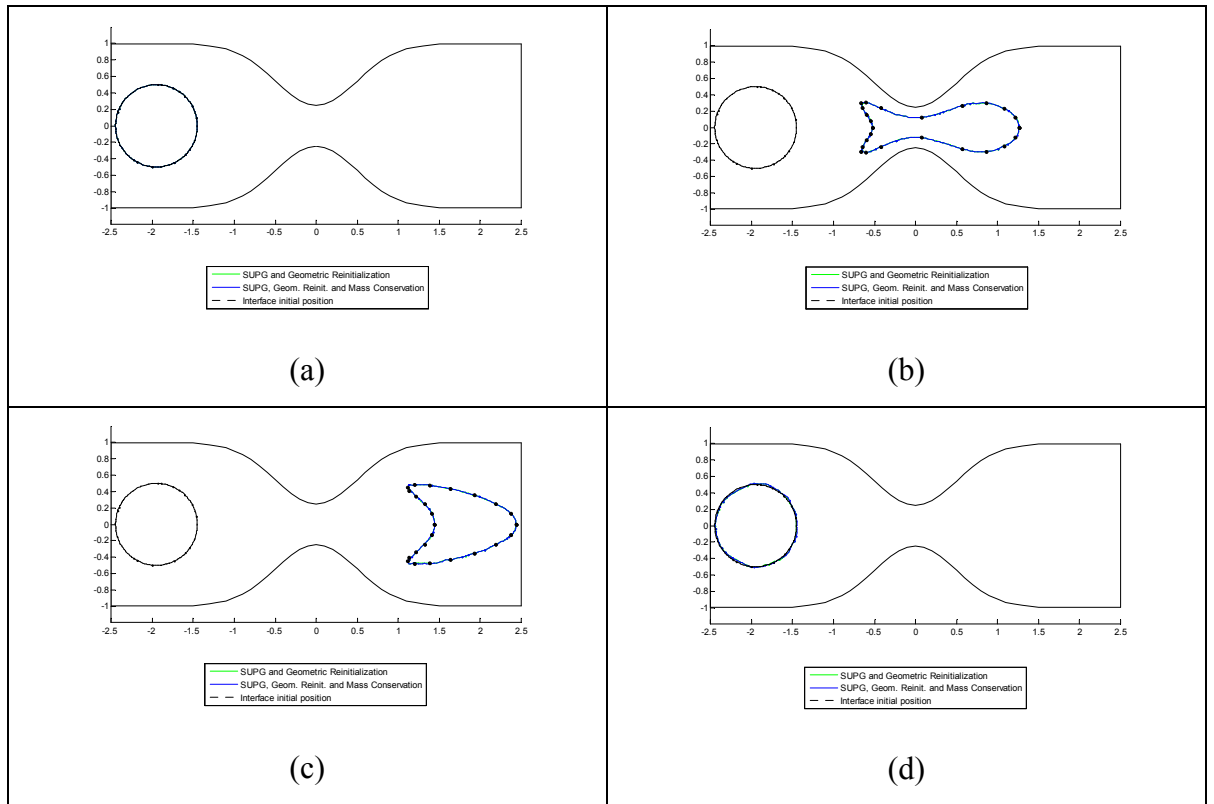 1
0.8
0.6
0.4
0.2
0
-0.2
-0.4
-0.6
-0.8
-1
-2.5 -2 -1.5 -1 -0.5 0 0.5 1 1.5 2 2.5
SUPG and Geometric Reinitialization
SUPG, Geom. Reinit. and Mass Conservation
Interface initial position
(a)
1
0.8
0.6
0.4
0.2
0
-0.2
-0.4
-0.6
-0.8
-1
-2.5 -2 -1.5 -1 -0.5 0 0.5 1 1.5 2 2.5
SUPG and Geometric Reinitialization
SUPG, Geom. Reinit. and Mass Conservation
Interface initial position
(b)
1
0.8
0.6
0.4
0.2
0
-0.2
-0.4
-0.6
-0.8
-1
-2.5 -2 -1.5 -1 -0.5 0 0.5 1 1.5 2 2.5
SUPG and Geometric Reinitialization
SUPG, Geom. Reinit. and Mass Conservation
Interface initial position
(c)
1
0.8
0.6
0.4
0.2
0
-0.2
-0.4
-0.6
-0.8
-1
-2.5 -2 -1.5 -1 -0.5 0 0.5 1 1.5 2 2.5
SUPG and Geometric Reinitialization
SUPG, Geom. Reinit. and Mass Conservation
Interface initial position
(d)